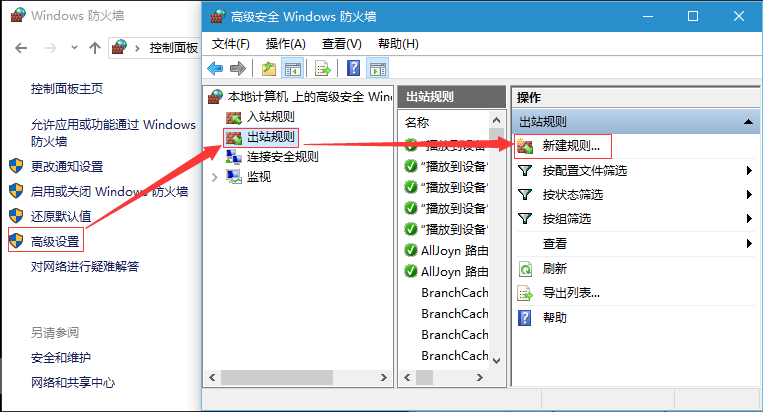 Windows 防火墙
控制面板
控制面板主页
允许应用或功能通过 Windows
防火墙
更改通知设置
启用或关闭 Windows 防火墙
还原默认值
高级设置
对网络进行疑难解答
另请参阅
安全和维护
网络和共享中心
高级安全 Windows 防火墙
文件(F) 操作(A) 查看(V) 帮助(H)
本地计算机 上的高级安全 Win
入站规则
出站规则
连接安全规则
监视
出站规则
名称
“播放到设备”
“播放到设备”
“播放到设备”
“播放到设备”
“播放到设备”
AllJoyn 路由
AllJoyn 路由
BranchCach
BranchCach
BranchCach
BranchCach
操作
出站规则
新建规则...
按配置文件筛选
按状态筛选
按组筛选
查看
刷新
导出列表...
帮助